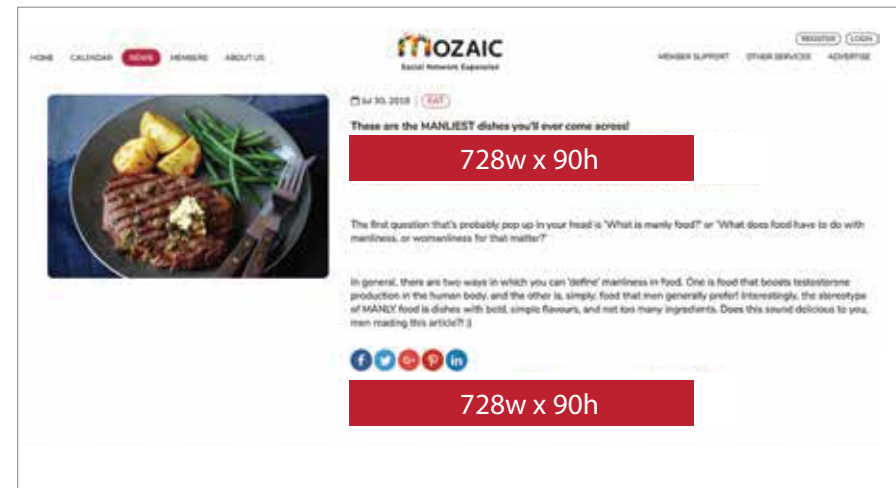 REGISTER LOGIN
MOZAIC
Social Network Expansion
HOME CALENDAR NEWS MEMBERS ABOUT US
MEMBER SUPPORT OTHER SERVICES ADVERTISE
Jul 30, 2018 EAT
These are the MANLIEST dishes you'll ever come across!
728w x 90h
The first question that's probably pop up in your head is 'What is manly food?' or 'What does food have to do with
manliness, or womanliness for that matter?'
In general, there are two ways in which you can 'define' manliness in food. One is food that boosts testosterone
production in the human body, and the other is, simply, food that men generally prefer! Interestingly, the stereotype
of MANLY food is dishes with bold, simple flavours, and not too many ingredients. Does this sound delicious to you,
men reading this article?! :)
728w x 90h